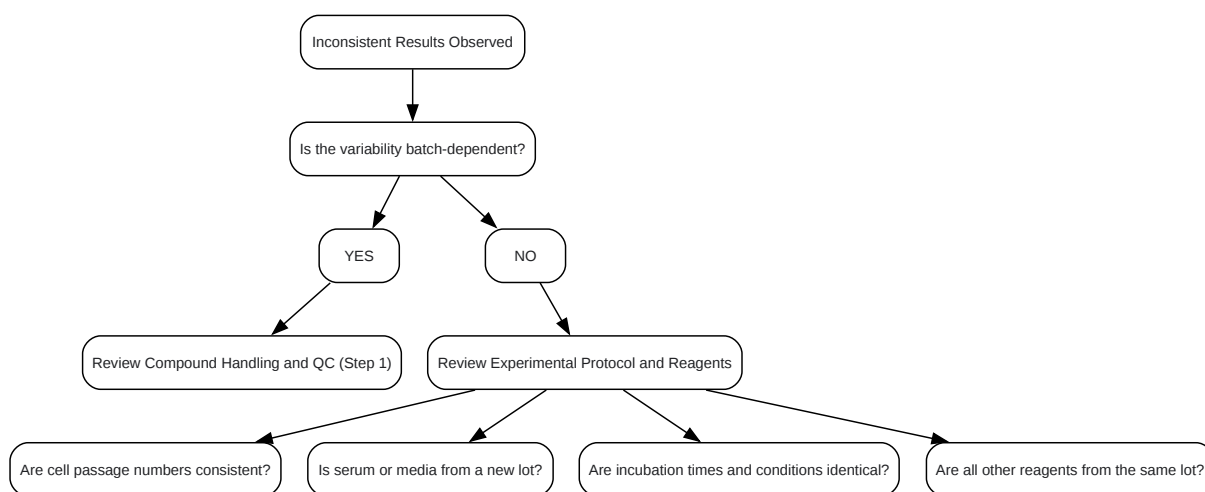 Inconsistent Results Observed
Is the variability batch-dependent?
YES
NO
Review Compound Handling and QC (Step 1)
Review Experimental Protocol and Reagents
Are cell passage numbers consistent?
Is serum or media from a new lot?
Are incubation times and conditions identical?
Are all other reagents from the same lot?